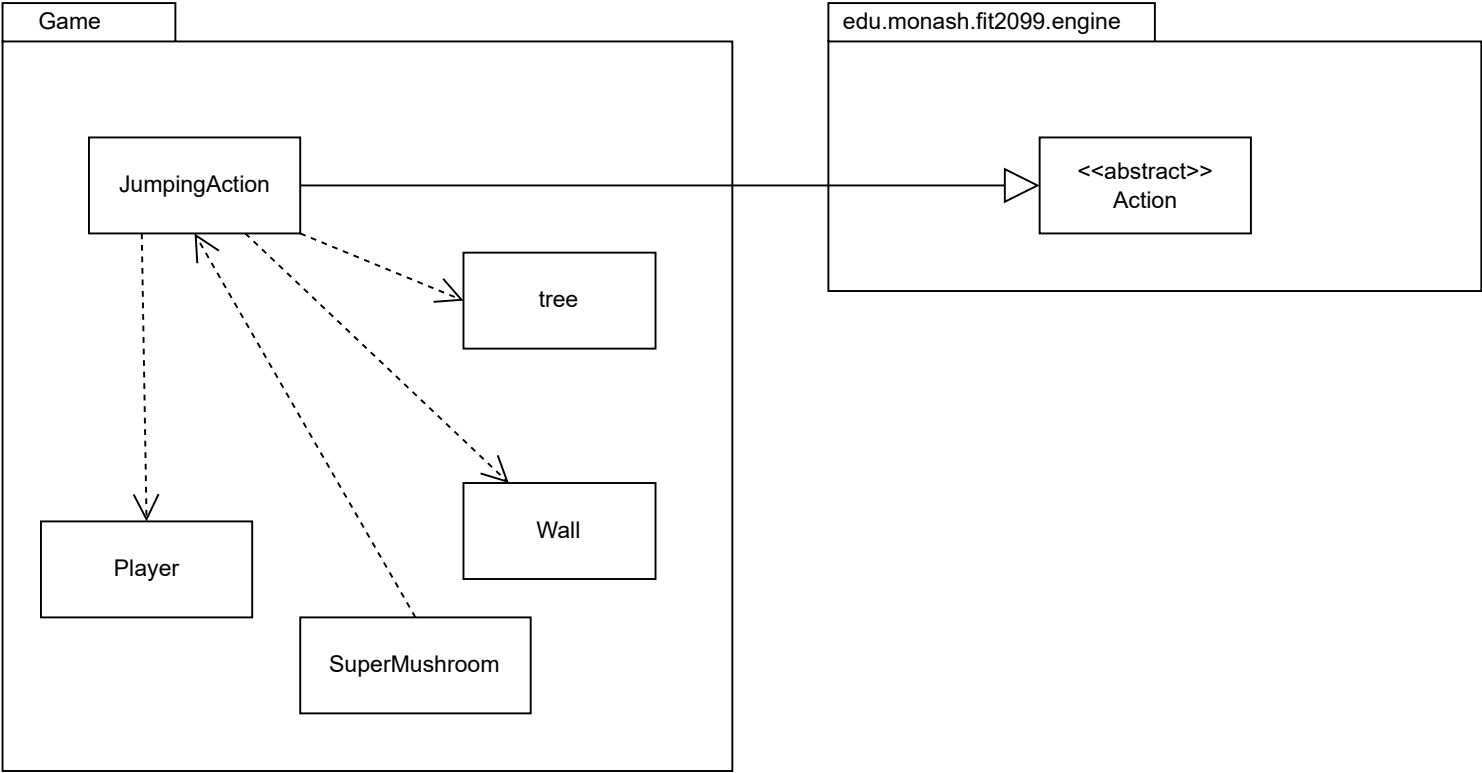 Game
edu.monash.fit2099.engine
JumpingAction
<<abstract>>
Action
tree
Wall
Player
SuperMushroom